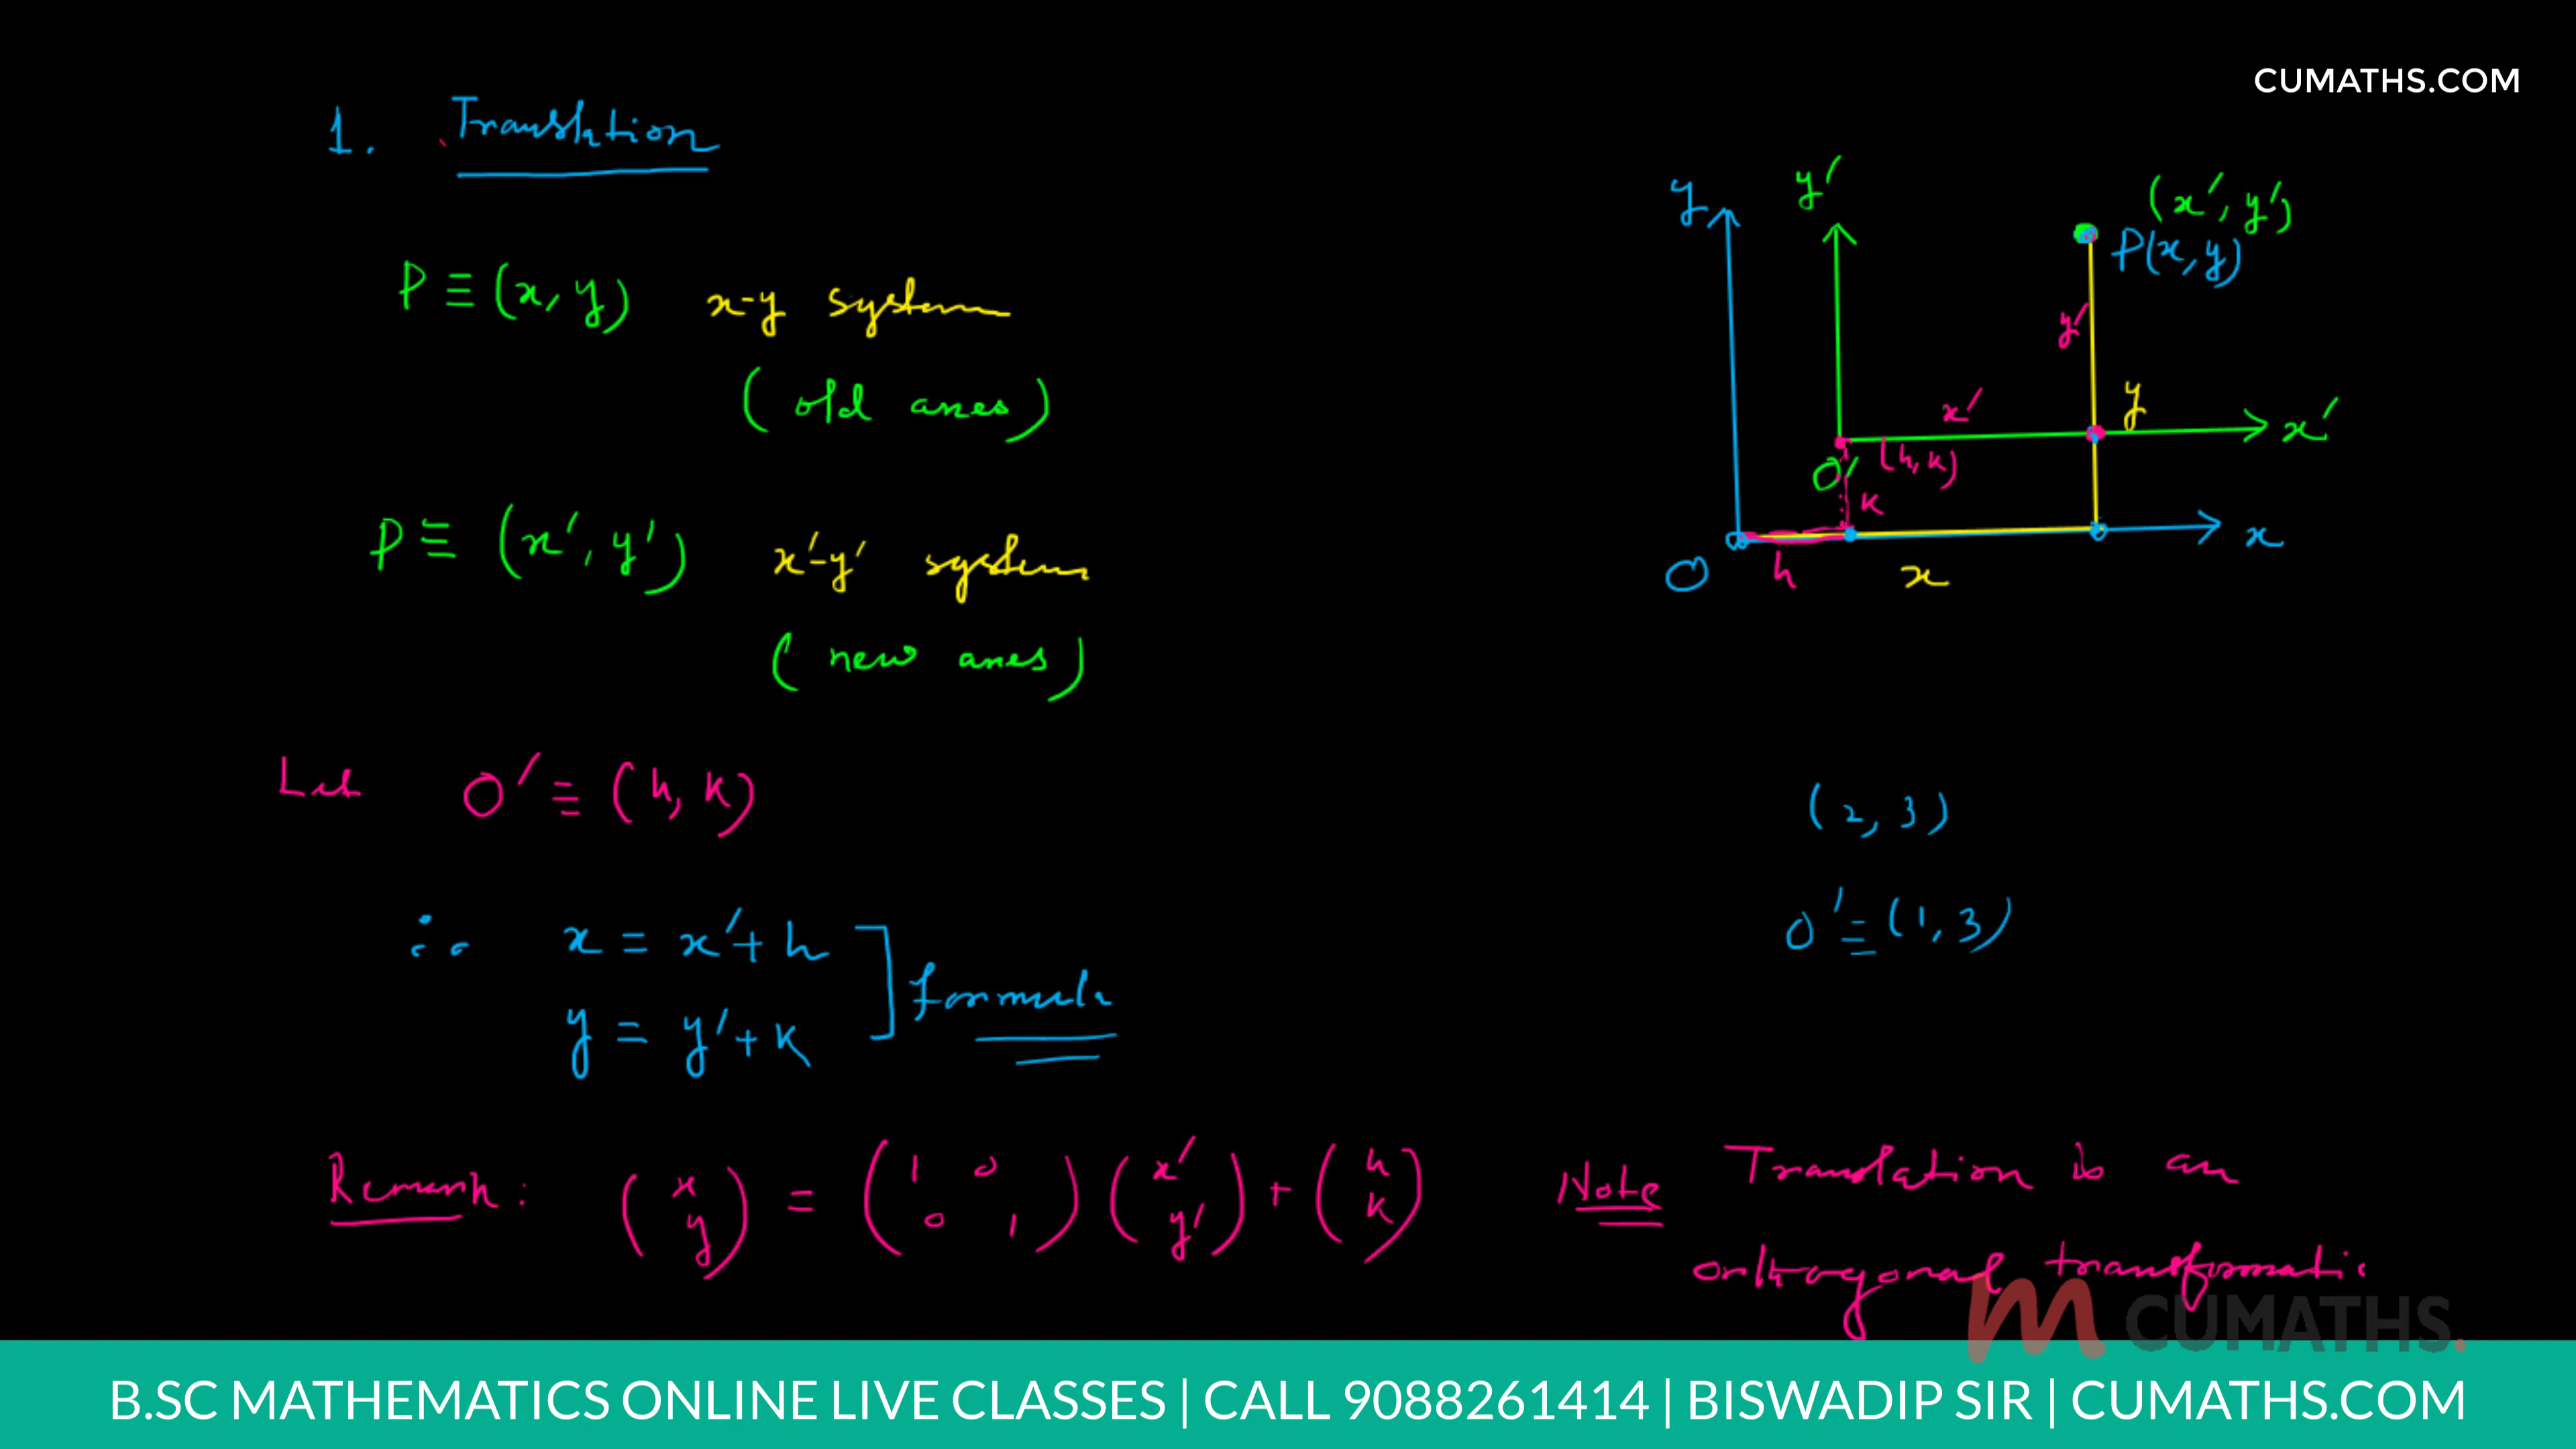 CUMATHS.COM
1. Translation
P ≡ (x, y) x-y system
(old axes)
P ≡ (x', y') x'-y' system
(new axes)
Let O' ≡ (h, k)
∴ x = x' + h
y = y' + k ] formula
Remark: (x y) = (1 0 0 1) (x' y') + (h k)
y
y'
(x', y')
P(x, y)
y'
y
x'
x'
O'
(h, k)
k
O
h
x
x
(2, 3)
O' ≡ (1, 3)
Note Translation is an
orthogonal transformatio
CUMATHS.
B.SC MATHEMATICS ONLINE LIVE CLASSES | CALL 9088261414 | BISWADIP SIR | CUMATHS.COM